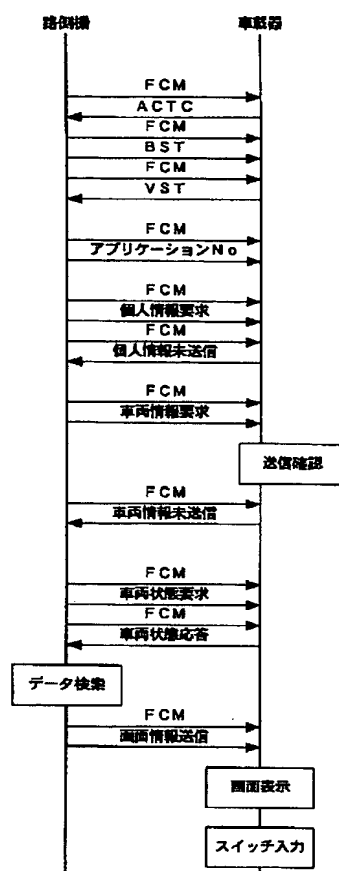 路側機
車載器
FCM
ACTC
FCM
BST
FCM
VST
FCM
アプリケーションNo
FCM
個人情報要求
FCM
個人情報未送信
FCM
車両情報要求
送信確認
FCM
車両情報未送信
FCM
車両状態要求
FCM
車両状態応答
データ検索
FCM
画面情報送信
画面表示
スイッチ入力